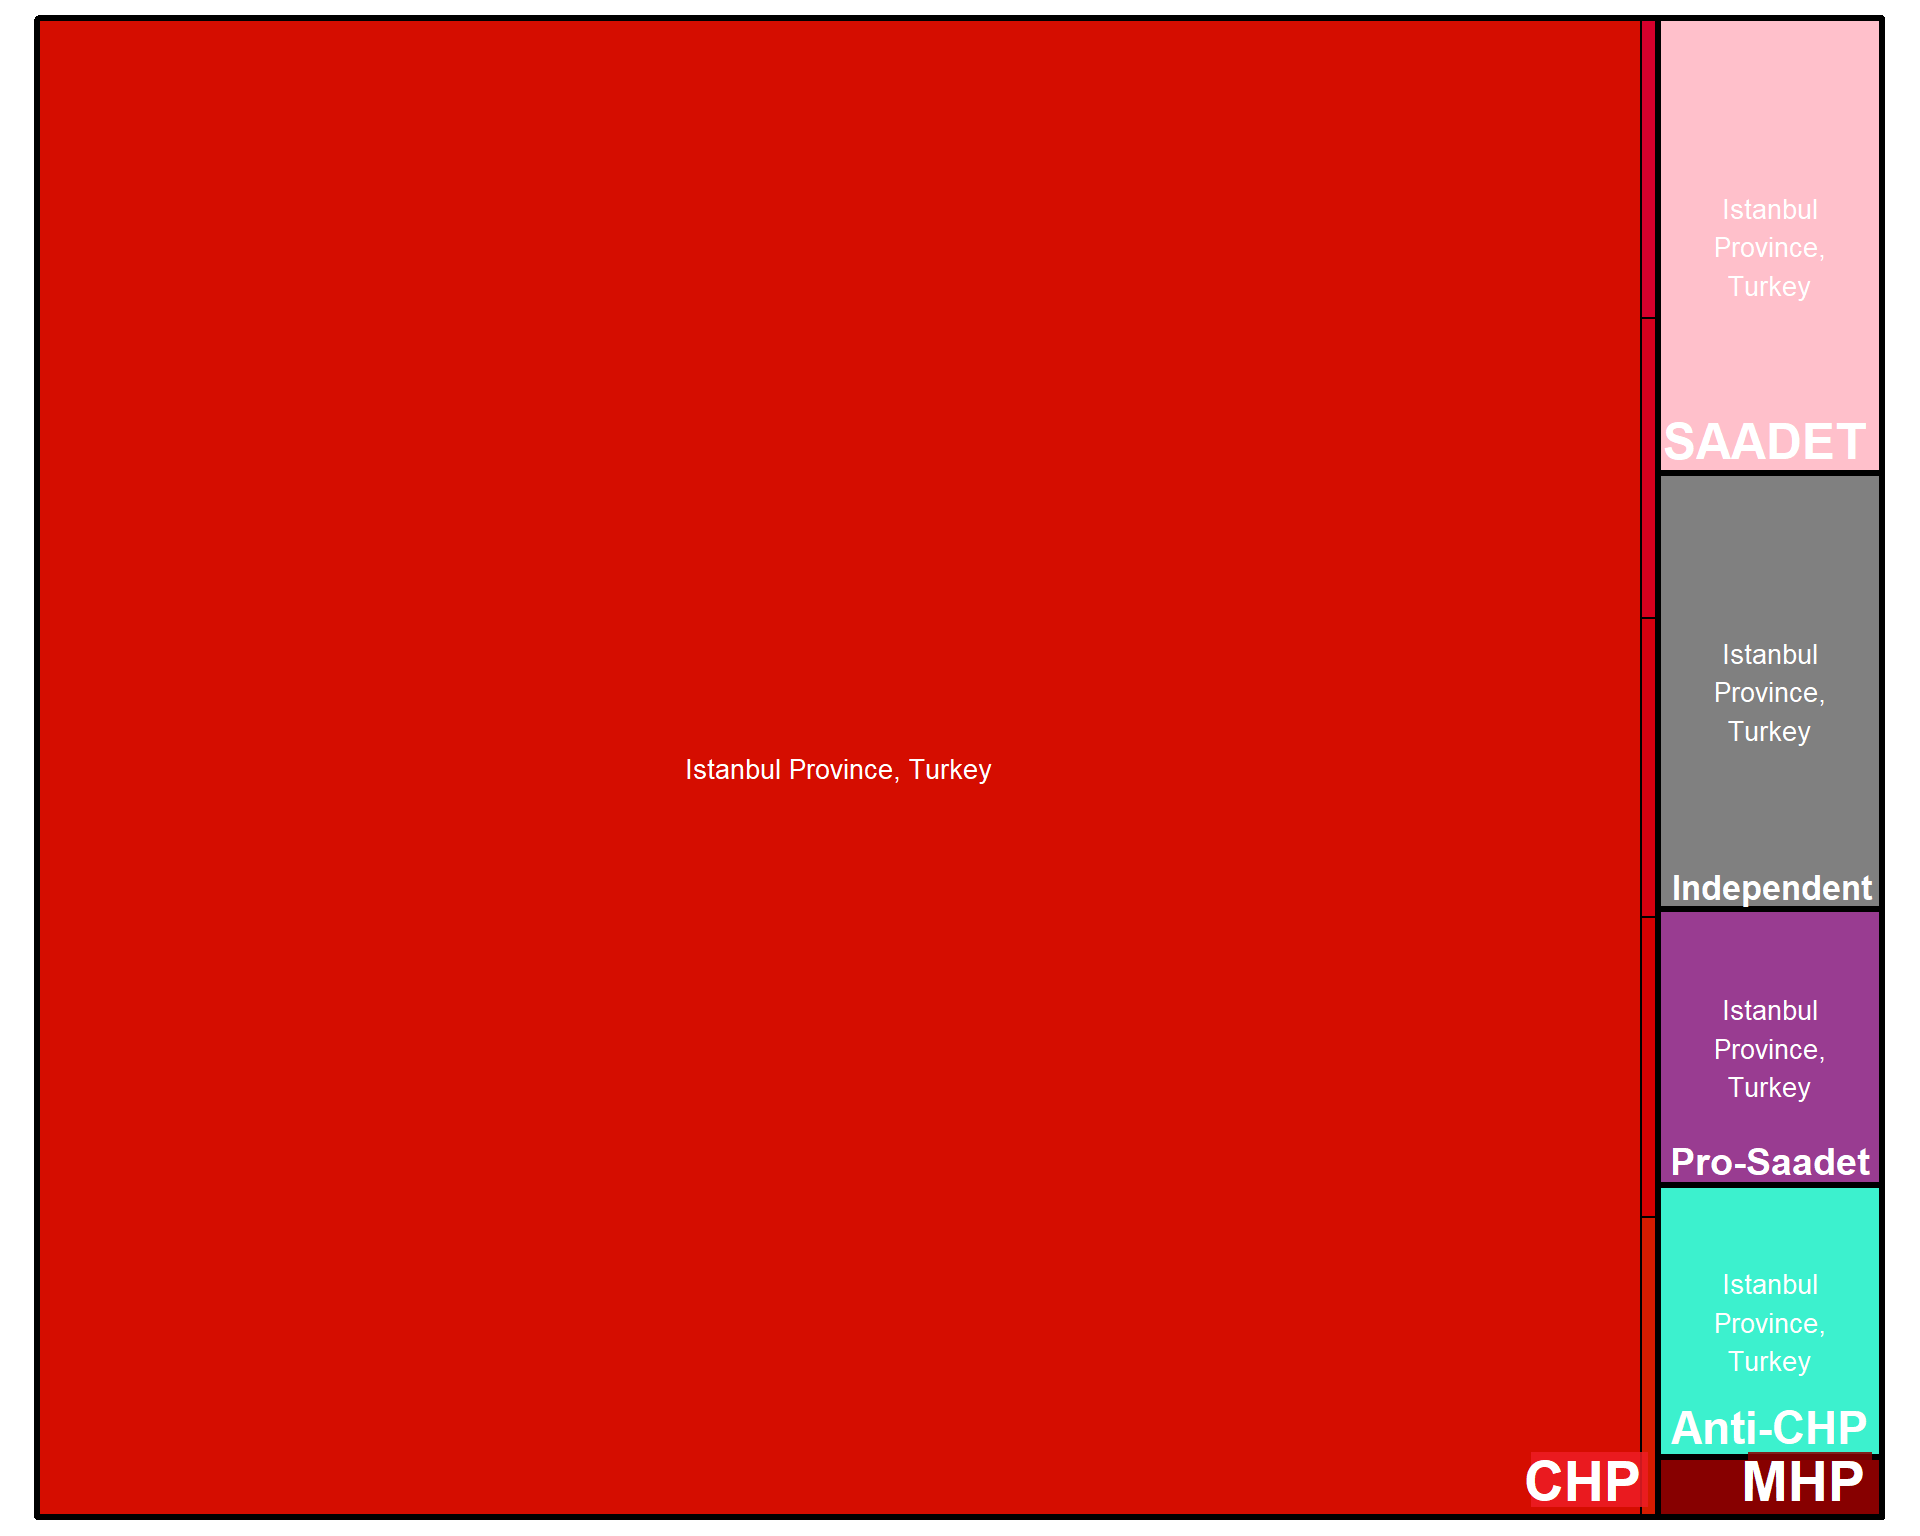 Istanbul Province, Turkey
CHP
Istanbul
Province,
Turkey
SAADET
Istanbul
Province,
Turkey
Independent
Istanbul
Province,
Turkey
Pro-Saadet
Istanbul
Province,
Turkey
Anti-CHP
MHP